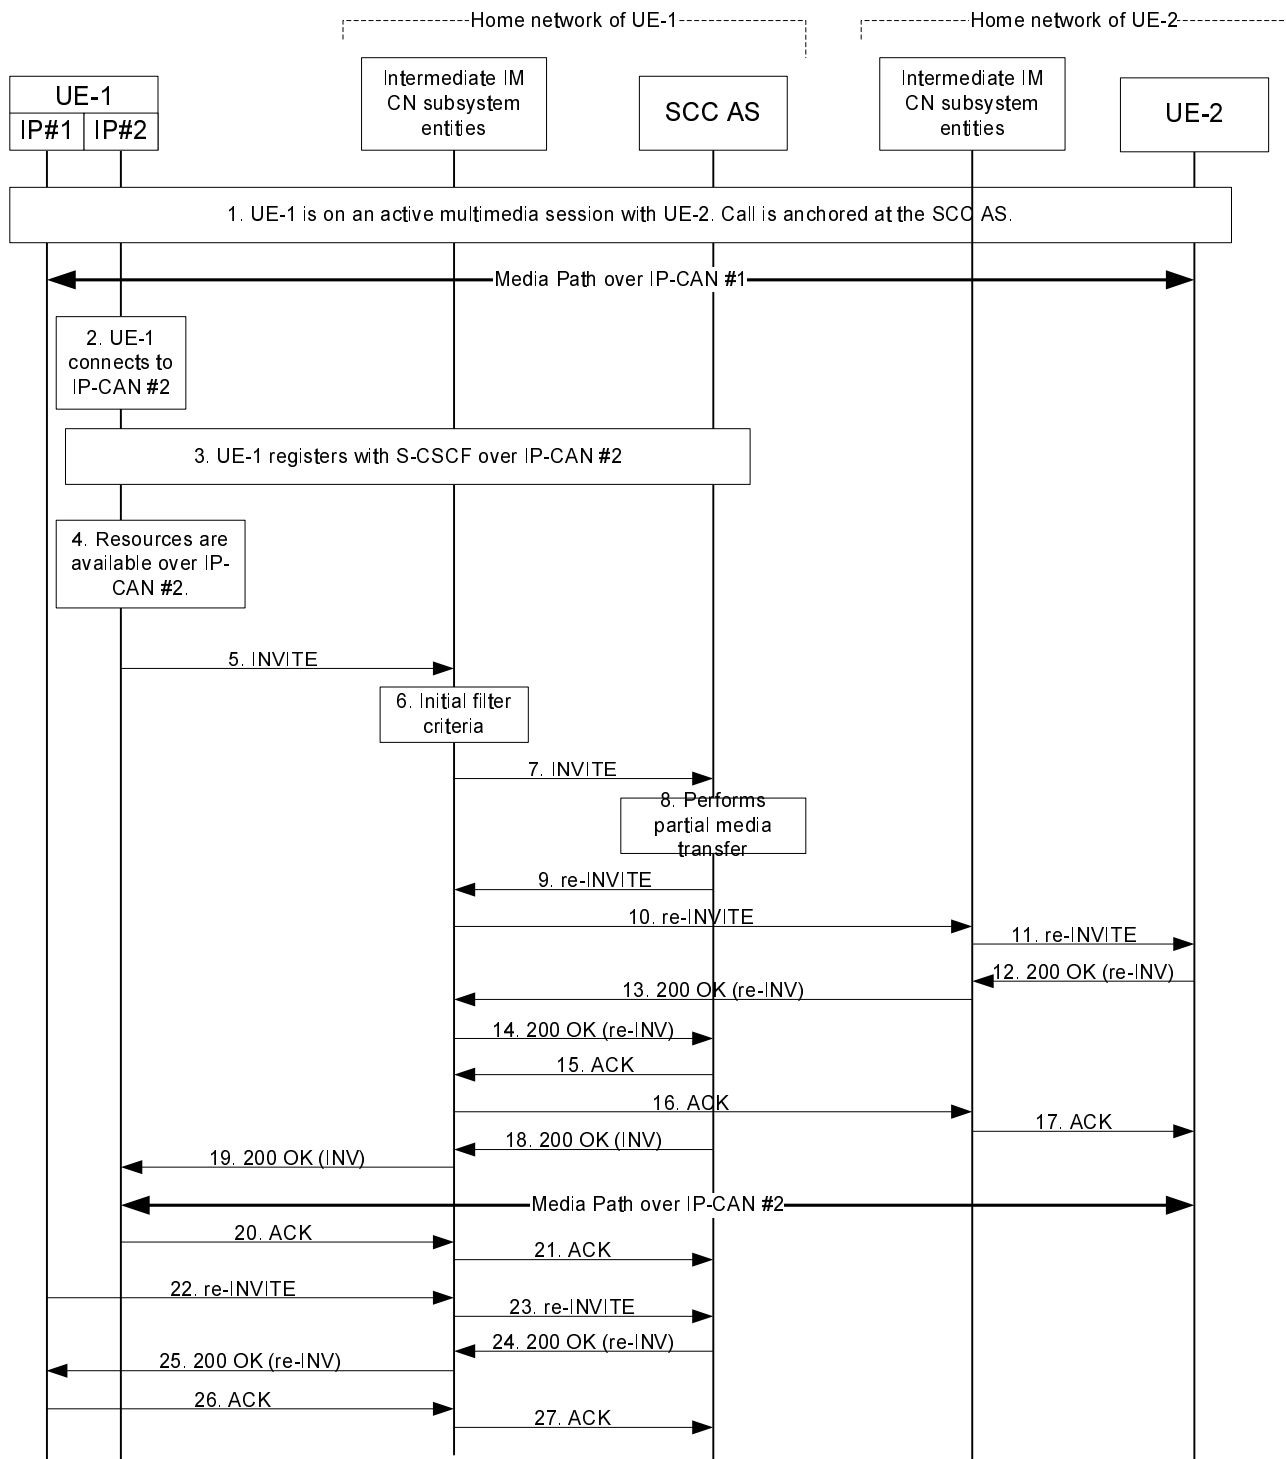 Home network of UE-1
Home network of UE-2
UE-1
IP#1
IP#2
Intermediate IM
CN subsystem
entities
SCC AS
Intermediate IM
CN subsystem
entities
UE-2
1. UE-1 is on an active multimedia session with UE-2. Call is anchored at the SCC AS.
Media Path over IP-CAN #1
2. UE-1
connects to
IP-CAN #2
3. UE-1 registers with S-CSCF over IP-CAN #2
4. Resources are
available over IP-
CAN #2.
5. INVITE
6. Initial filter
criteria
7. INVITE
8. Performs
partial media
transfer
9. re-INVITE
10. re-INVITE
11. re-INVITE
12. 200 OK (re-INV)
13. 200 OK (re-INV)
14. 200 OK (re-INV)
15. ACK
16. ACK
17. ACK
18. 200 OK (INV)
19. 200 OK (INV)
Media Path over IP-CAN #2
20. ACK
21. ACK
22. re-INVITE
23. re-INVITE
24. 200 OK (re-INV)
25. 200 OK (re-INV)
26. ACK
27. ACK